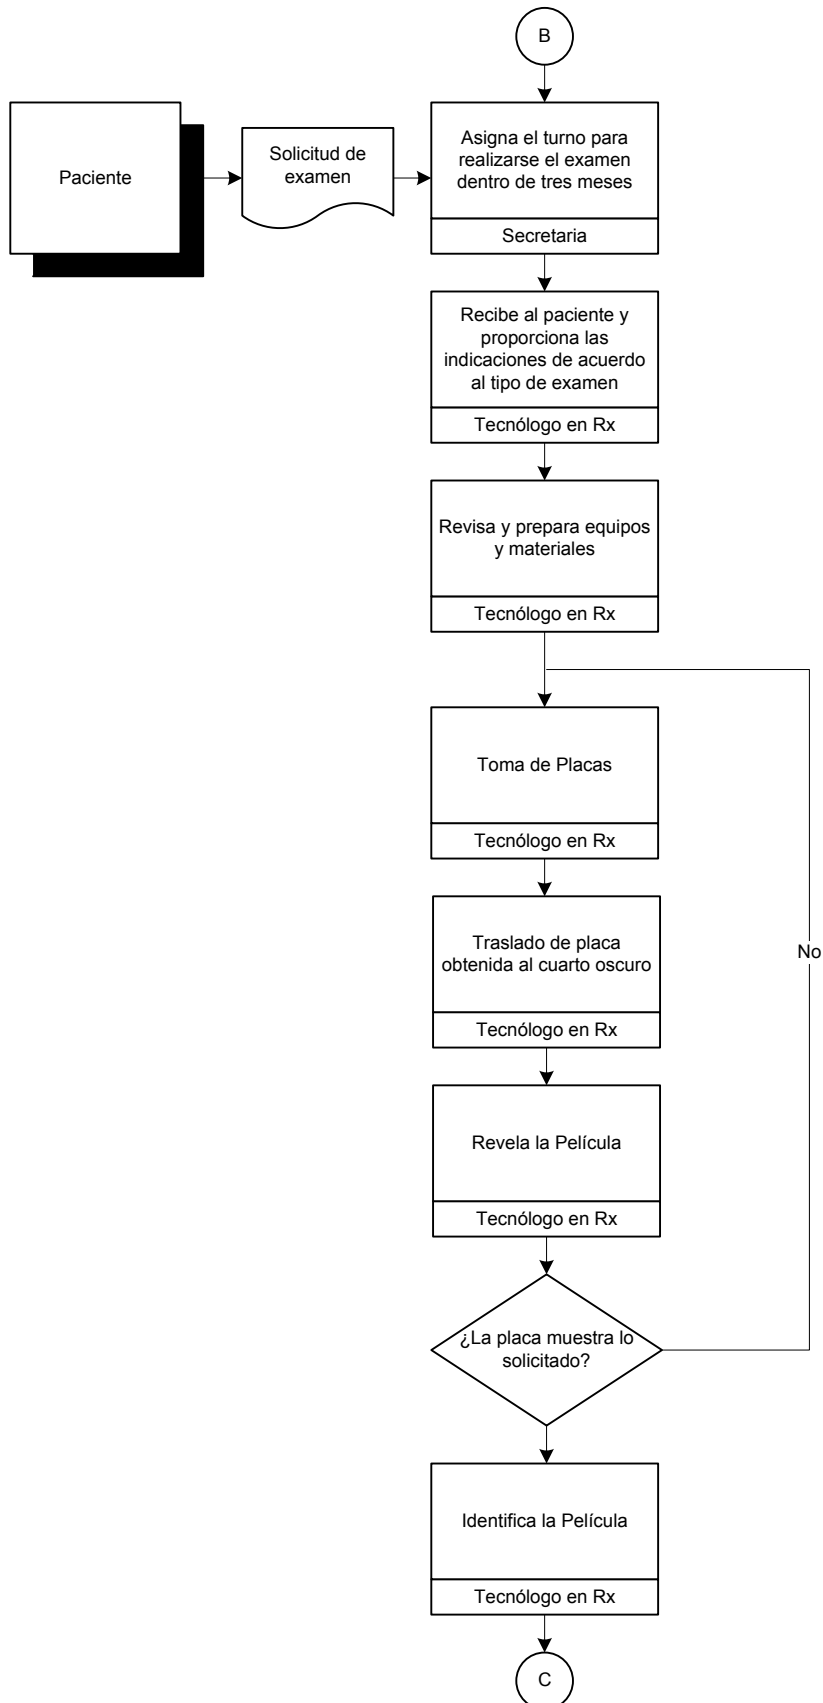 B
Paciente
Solicitud de
examen
Asigna el turno para
realizarse el examen
dentro de tres meses
Secretaria
Recibe al paciente y
proporciona las
indicaciones de acuerdo
al tipo de examen
Tecnólogo en Rx
Revisa y prepara equipos
y materiales
Tecnólogo en Rx
Toma de Placas
Tecnólogo en Rx
Traslado de placa
obtenida al cuarto oscuro
Tecnólogo en Rx
No
Revela la Película
Tecnólogo en Rx
¿La placa muestra lo
solicitado?
Identifica la Película
Tecnólogo en Rx
C